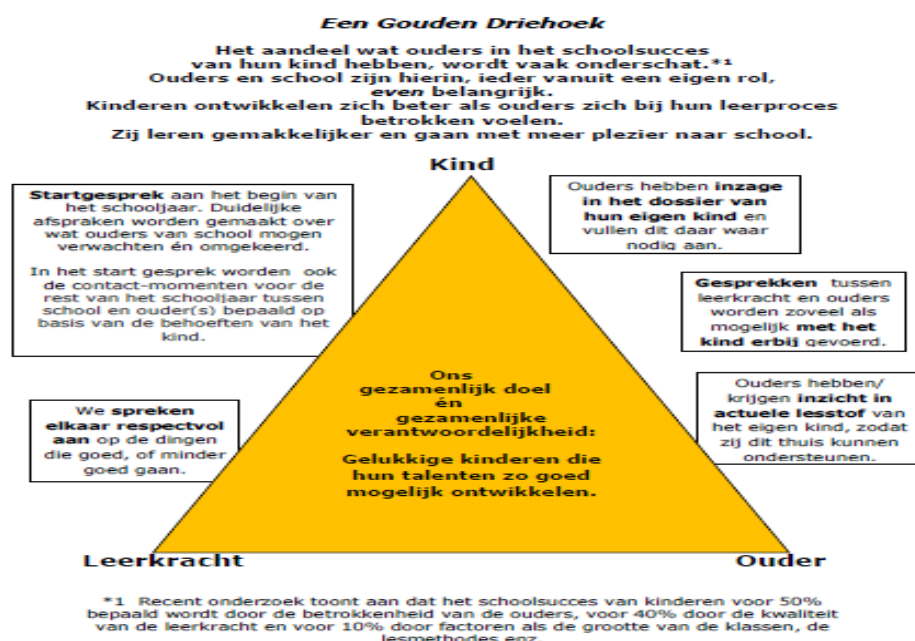 Een Gouden Driehoek
Het aandeel wat ouders in het schoolsucces
van hun kind hebben, wordt vaak onderschat.*1
Ouders en school zijn hierin, ieder vanuit een eigen rol,
even belangrijk.
Kinderen ontwikkelen zich beter als ouders zich bij hun leerproces
betrokken voelen.
Zij leren gemakkelijker en gaan met meer plezier naar school.
Kind
Startgesprek aan het begin van
het schooljaar. Duidelijke
afspraken worden gemaakt over
wat ouders van school mogen
verwachten én omgekeerd.
In het start gesprek worden ook
de contact-momenten voor de
rest van het schooljaar tussen
school en ouder(s) bepaald op
basis van de behoeften van het
kind.
Ouders hebben inzage
in het dossier van
hun eigen kind en
vullen dit daar waar
nodig aan.
Gesprekken tussen
leerkracht en ouders
worden zoveel als
mogelijk met het
kind erbij gevoerd.
We spreken
elkaar respectvol
aan op de dingen
die goed, of minder
goed gaan.
Ons
gezamenlijk doel
én
gezamenlijke
verantwoordelijkheid:
Gelukkige kinderen die
hun talenten zo goed
mogelijk ontwikkelen.
Ouders hebben/
krijgen inzicht in
actuele lesstof van
het eigen kind, zodat
zij dit thuis kunnen
ondersteunen.
Leerkracht
Ouder
*1 Recent onderzoek toont aan dat het schoolsucces van kinderen voor 50%
bepaald wordt door de betrokkenheid van de ouders, voor 40% door de kwaliteit
van de leerkracht en voor 10% door factoren als de grootte van de klassen, de
lesmethodes enz.